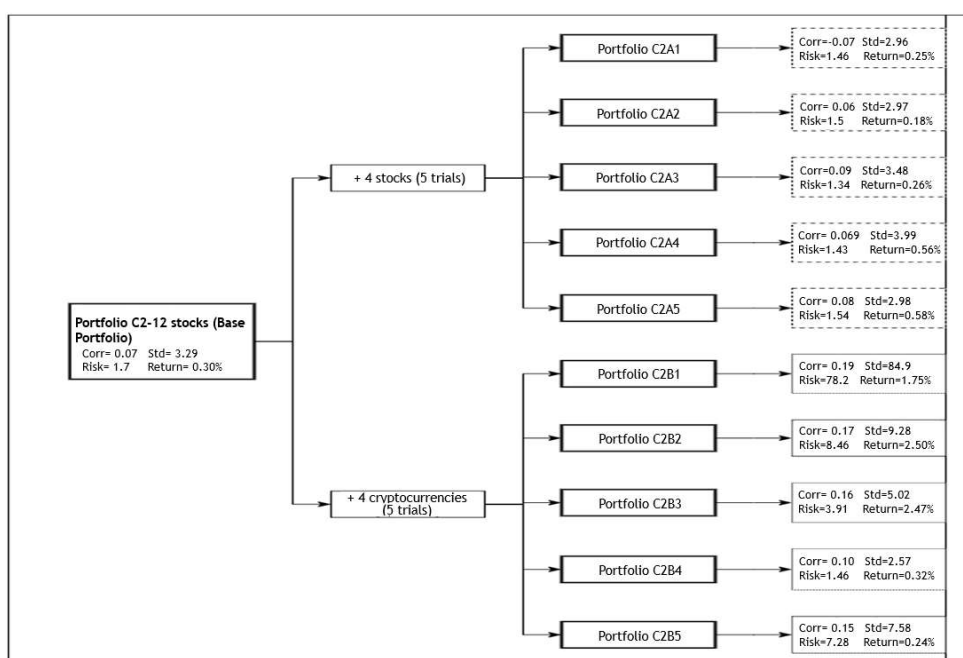 Portfolio C2-12 stocks (Base
Portfolio)
Corr= 0.07 Std= 3.29
Risk= 1.7 Return= 0.30%
+ 4 stocks (5 trials)
Portfolio C2A1
Corr=-0.07 Std=2.96
Risk=1.46 Return=0.25%
Portfolio C2A2
Corr= 0.06 Std=2.97
Risk=1.5 Return=0.18%
Portfolio C2A3
Corr=0.09 Std=3.48
Risk=1.34 Return=0.26%
Portfolio C2A4
Corr= 0.069 Std=3.99
Risk=1.43 Return=0.56%
Portfolio C2A5
Corr= 0.08 Std=2.98
Risk=1.54 Return=0.58%
+ 4 cryptocurrencies
(5 trials)
Portfolio C2B1
Corr= 0.19 Std=84.9
Risk=78.2 Return=1.75%
Portfolio C2B2
Corr= 0.17 Std=9.28
Risk=8.46 Return=2.50%
Portfolio C2B3
Corr= 0.16 Std=5.02
Risk=3.91 Return=2.47%
Portfolio C2B4
Corr= 0.10 Std=2.57
Risk=1.46 Return=0.32%
Portfolio C2B5
Corr= 0.15 Std=7.58
Risk=7.28 Return=0.24%